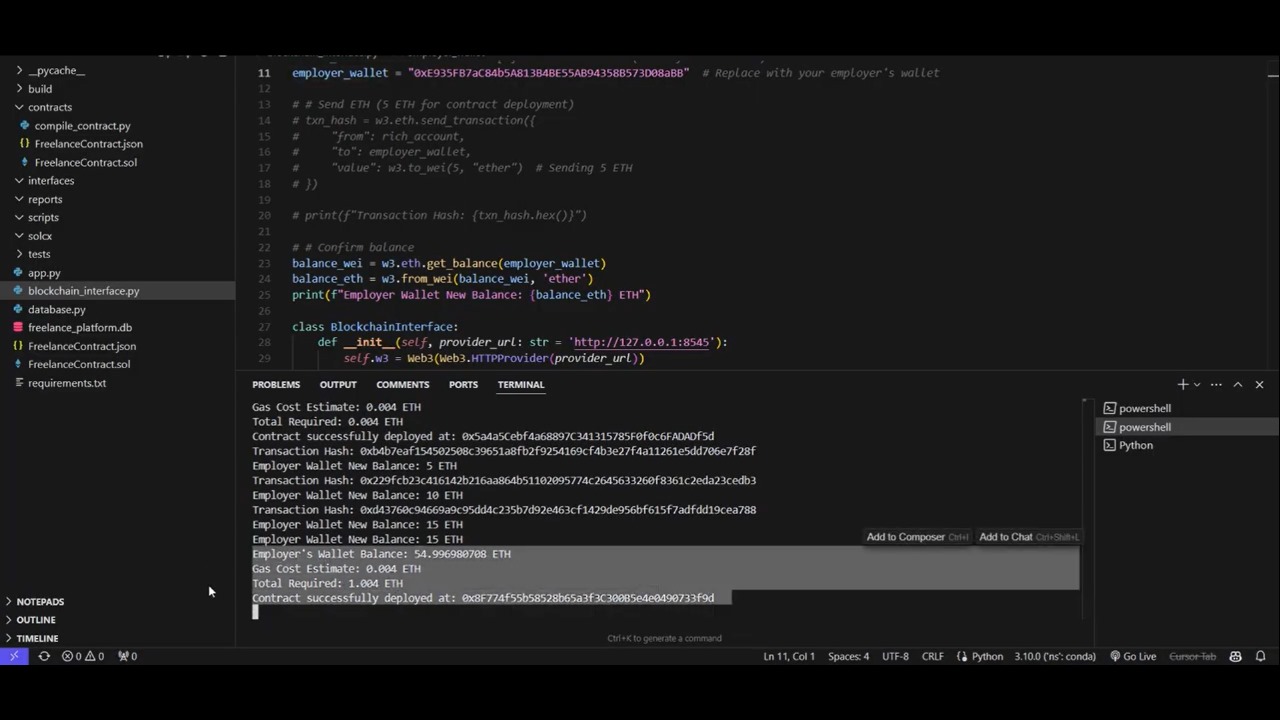 __pycache__
build
contracts
compile_contract.py
FreelanceContract.json
FreelanceContract.sol
interfaces
reports
scripts
solcx
tests
app.py
blockchain_interface.py
database.py
freelance_platform.db
FreelanceContract.json
FreelanceContract.sol
requirements.txt
NOTEPADS
OUTLINE
TIMELINE
11 employer_wallet = "0xE935FB7aC84b5A813B4BE55AB94358B573D08aBB"  # Replace with your employer's wallet
12
13 # # Send ETH (5 ETH for contract deployment)
14 # txn_hash = w3.eth.send_transaction({
15 #     "from": rich_account,
16 #     "to": employer_wallet,
17 #     "value": w3.to_wei(5, "ether")  # Sending 5 ETH
18 # })
19
20 # print(f"Transaction Hash: {txn_hash.hex()}")
21
22 # # Confirm balance
23 balance_wei = w3.eth.get_balance(employer_wallet)
24 balance_eth = w3.from_wei(balance_wei, 'ether')
25 print(f"Employer Wallet New Balance: {balance_eth} ETH")
26
27 class BlockchainInterface:
28     def __init__(self, provider_url: str = 'http://127.0.0.1:8545'):
29         self.w3 = Web3(Web3.HTTPProvider(provider_url))
PROBLEMS OUTPUT COMMENTS PORTS TERMINAL
Gas Cost Estimate: 0.004 ETH
Total Required: 0.004 ETH
Contract successfully deployed at: 0x5a4a5Cebf4a68897C341315785F0f0c6FADADf5d
Transaction Hash: 0xb4b7eaf154502508c39651a8fb2f9254169cf4b3e27f4a11261e5dd706e7f28f
Employer Wallet New Balance: 5 ETH
Transaction Hash: 0x229fcb23c416142b216aa864b51102095774c2645633260f8361c2eda23cedb3
Employer Wallet New Balance: 10 ETH
Transaction Hash: 0xd43760c94669a9c95dd4c235b7d92e463cf1429de956bf615f7adfdd19cea788
Employer Wallet New Balance: 15 ETH
Employer Wallet New Balance: 15 ETH
Add to Composer Ctrl+I Add to Chat Ctrl+Shift+L
Employer's Wallet Balance: 54.996980708 ETH
Gas Cost Estimate: 0.004 ETH
Total Required: 1.004 ETH
Contract successfully deployed at: 0x8F774f55b58528b65a3f3C30085e4e0490733f9d
Ctrl+K to generate a command
powershell
powershell
Python
0 0 0 Ln 11, Col 1 Spaces: 4 UTF-8 CRLF Python 3.10.0 ('ns': conda) Go Live Cursor Tab